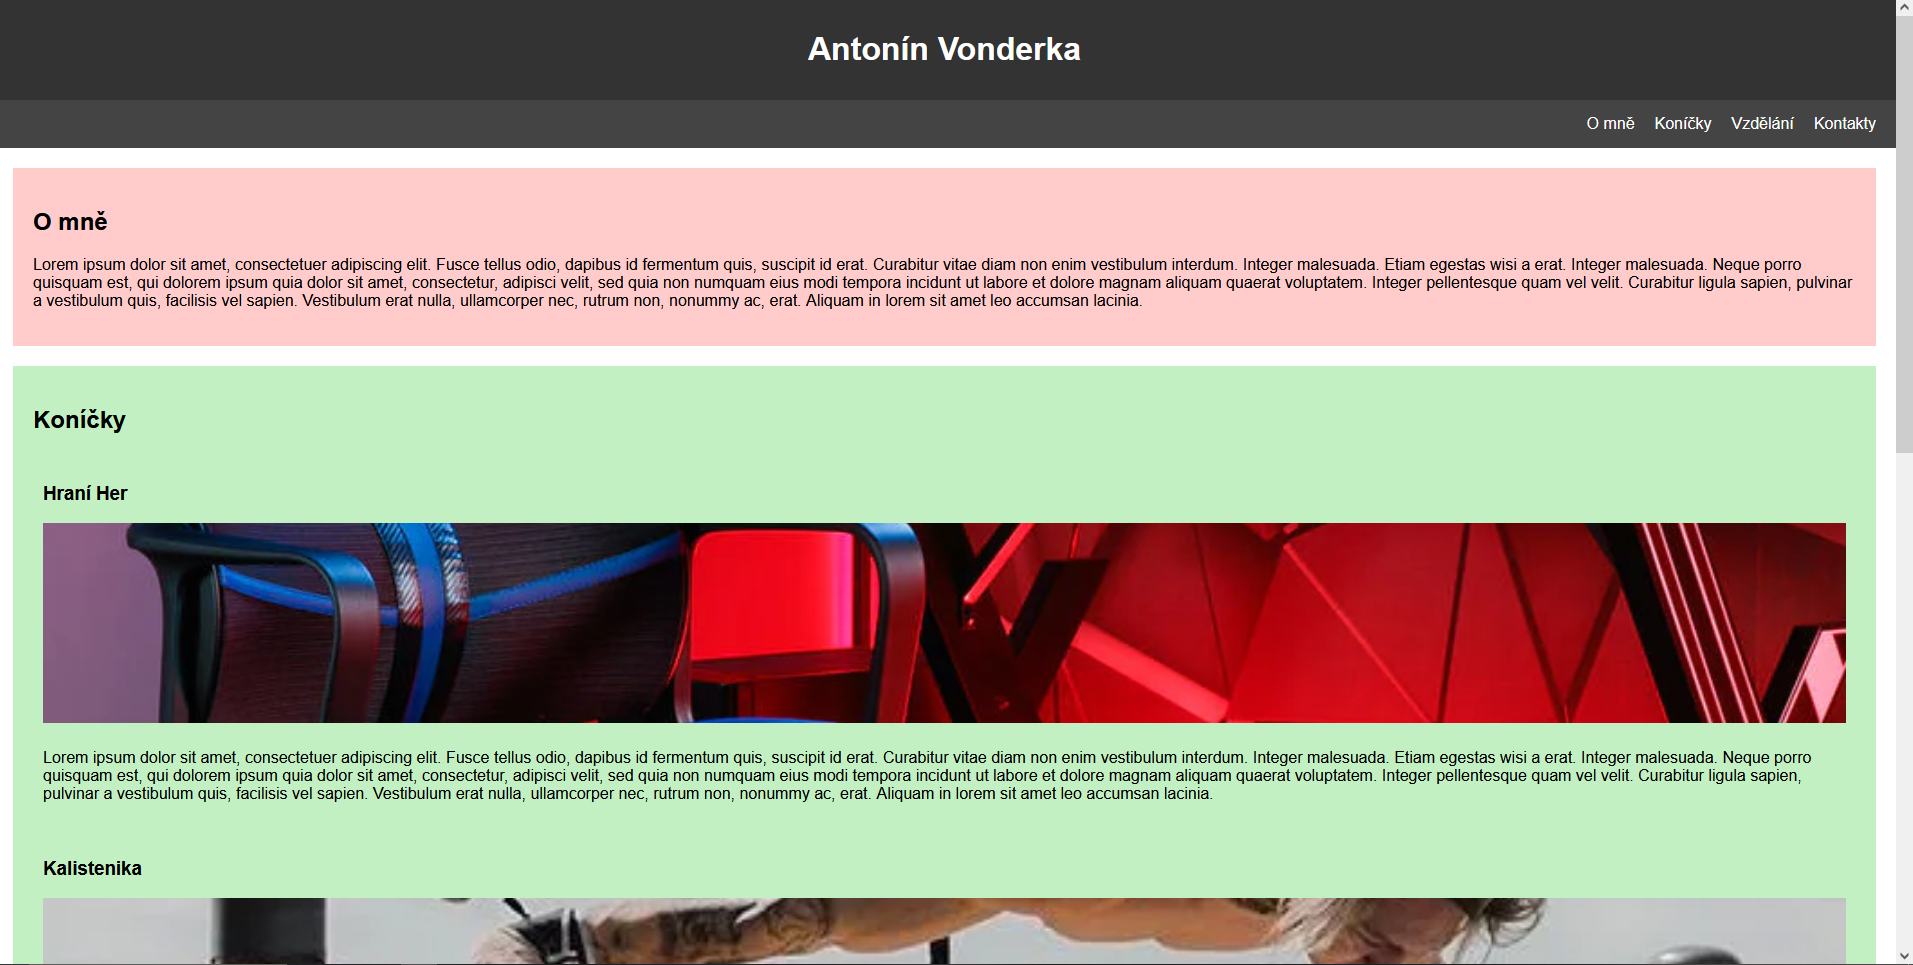 Antonín Vonderka
O mně Koníčky Vzdělání Kontakty
O mně
Lorem ipsum dolor sit amet, consectetuer adipiscing elit. Fusce tellus odio, dapibus id fermentum quis, suscipit id erat. Curabitur vitae diam non enim vestibulum interdum. Integer malesuada. Etiam egestas wisi a erat. Integer malesuada. Neque porro
quisquam est, qui dolorem ipsum quia dolor sit amet, consectetur, adipisci velit, sed quia non numquam eius modi tempora incidunt ut labore et dolore magnam aliquam quaerat voluptatem. Integer pellentesque quam vel velit. Curabitur ligula sapien, pulvinar
a vestibulum quis, facilisis vel sapien. Vestibulum erat nulla, ullamcorper nec, rutrum non, nonummy ac, erat. Aliquam in lorem sit amet leo accumsan lacinia.
Koníčky
Hraní Her
Lorem ipsum dolor sit amet, consectetuer adipiscing elit. Fusce tellus odio, dapibus id fermentum quis, suscipit id erat. Curabitur vitae diam non enim vestibulum interdum. Integer malesuada. Etiam egestas wisi a erat. Integer malesuada. Neque porro
quisquam est, qui dolorem ipsum quia dolor sit amet, consectetur, adipisci velit, sed quia non numquam eius modi tempora incidunt ut labore et dolore magnam aliquam quaerat voluptatem. Integer pellentesque quam vel velit. Curabitur ligula sapien,
pulvinar a vestibulum quis, facilisis vel sapien. Vestibulum erat nulla, ullamcorper nec, rutrum non, nonummy ac, erat. Aliquam in lorem sit amet leo accumsan lacinia.
Kalistenika